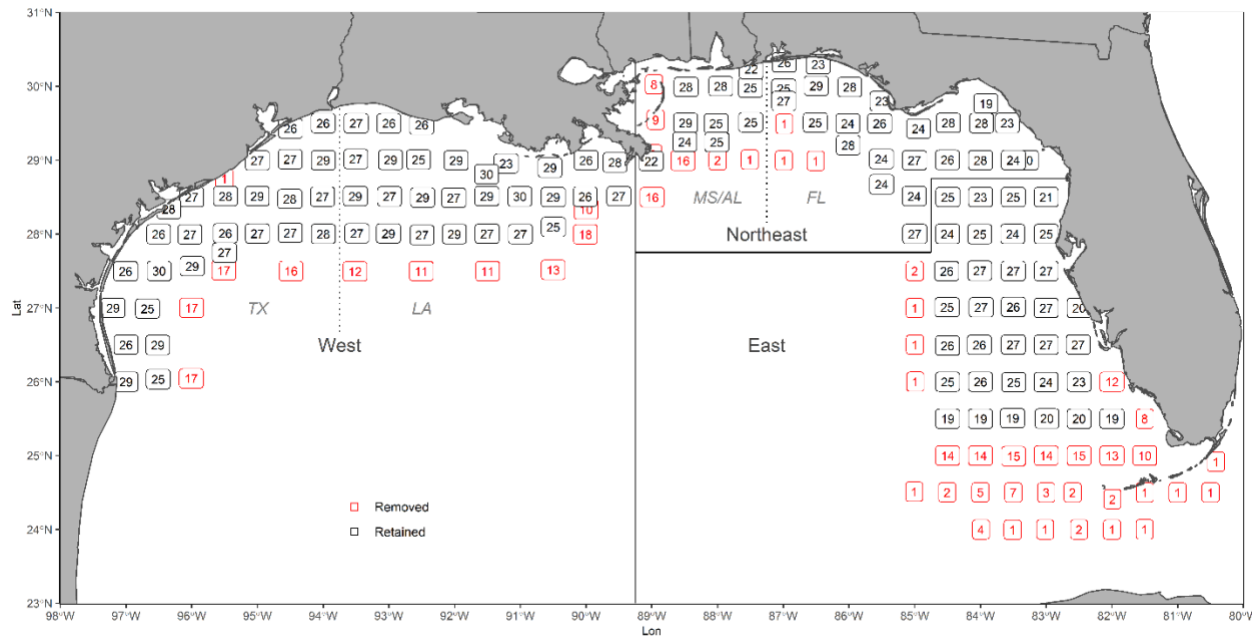 31°N
30°N
29°N
28°N
27°N
26°N
25°N
24°N
23°N
Lat
22 26 23
8 28 28 25 25 29 28
27 23 19
26 26 27 26 26 9 29 25 25 1 25 24 26 24 28 28 23
24 25 28
27 27 29 27 29 25 29 23 29 26 28 22 16 2 1 1 1 24 27 26 28 24 0
30
1 24
28 27 28 29 28 27 29 27 29 27 29 30 29 26 27 16 MS/AL FL 24 25 23 25 21
10
26 27 26 27 27 28 27 29 27 29 27 27 25 18 Northeast 27 24 25 24 25
27
26 30 29 17 16 12 11 11 13 2 26 27 27 27
29 25 17 TX LA 1 25 27 26 27 20
26 29 West East 1 26 26 27 27 27
29 25 17 1 25 26 25 24 23 12
19 19 19 20 20 19 8
14 14 15 14 15 13 10 1
1 2 5 7 3 2 2 1 1 1
Removed
Retained
4 1 1 2 1 1
98°W 97°W 96°W 95°W 94°W 93°W 92°W 91°W 90°W 89°W 88°W 87°W 86°W 85°W 84°W 83°W 82°W 81°W 80°W
Lon